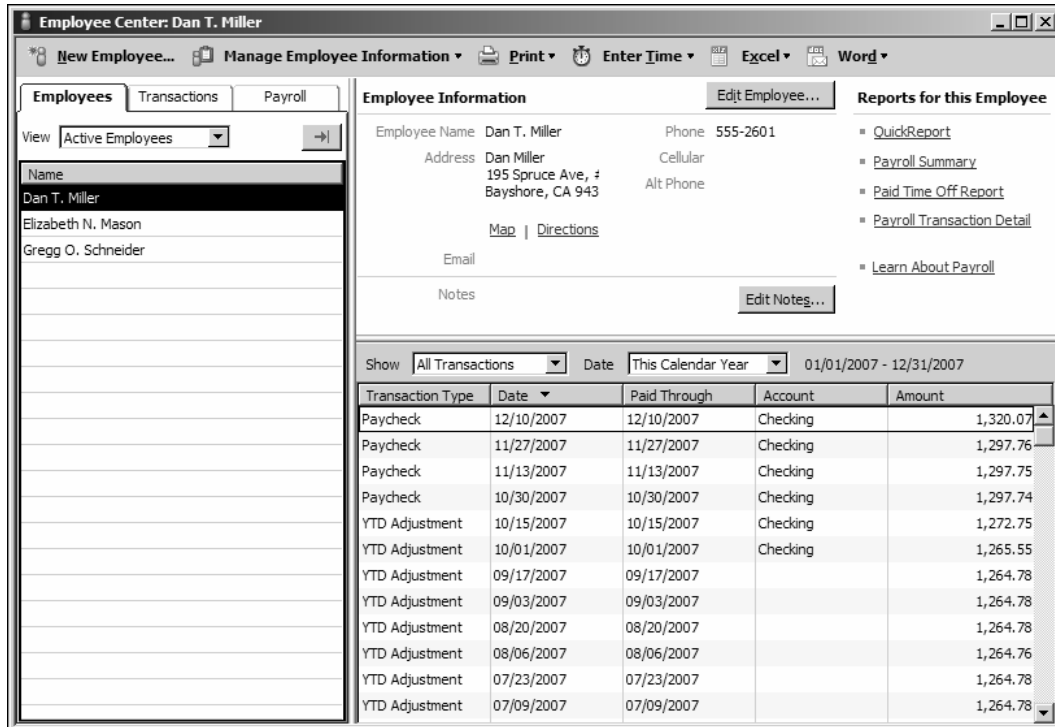 Employee Center: Dan T. Miller
New Employee... Manage Employee Information Print Enter Time Excel Word
Employees Transactions Payroll
View Active Employees
Name
Dan T. Miller
Elizabeth N. Mason
Gregg O. Schneider
Employee Information Edit Employee...
Employee Name Dan T. Miller Phone 555-2601
Address Dan Miller Cellular
195 Spruce Ave, #
Bayshore, CA 943
Alt Phone
Map | Directions
Email
Notes Edit Notes...
Reports for this Employee
QuickReport
Payroll Summary
Paid Time Off Report
Payroll Transaction Detail
Learn About Payroll
Show All Transactions Date This Calendar Year 01/01/2007 - 12/31/2007
Transaction Type Date Paid Through Account Amount
Paycheck 12/10/2007 12/10/2007 Checking 1,320.07
Paycheck 11/27/2007 11/27/2007 Checking 1,297.76
Paycheck 11/13/2007 11/13/2007 Checking 1,297.75
Paycheck 10/30/2007 10/30/2007 Checking 1,297.74
YTD Adjustment 10/15/2007 10/15/2007 Checking 1,272.75
YTD Adjustment 10/01/2007 10/01/2007 Checking 1,265.55
YTD Adjustment 09/17/2007 09/17/2007 1,264.78
YTD Adjustment 09/03/2007 09/03/2007 1,264.78
YTD Adjustment 08/20/2007 08/20/2007 1,264.78
YTD Adjustment 08/06/2007 08/06/2007 1,264.76
YTD Adjustment 07/23/2007 07/23/2007 1,264.78
YTD Adjustment 07/09/2007 07/09/2007 1,264.78